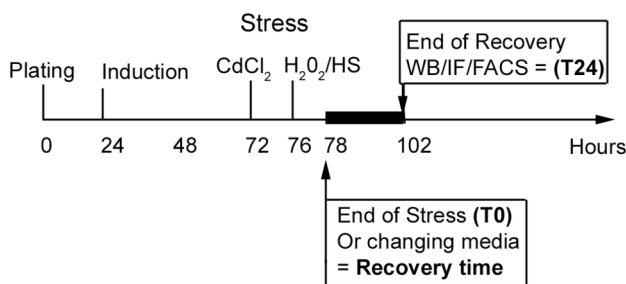 Stress
Plating Induction CdCl₂ H₂0₂/HS
End of Recovery
WB/IF/FACS = (T24)
0 24 48 72 76 78 102 Hours
End of Stress (T0)
Or changing media
= Recovery time